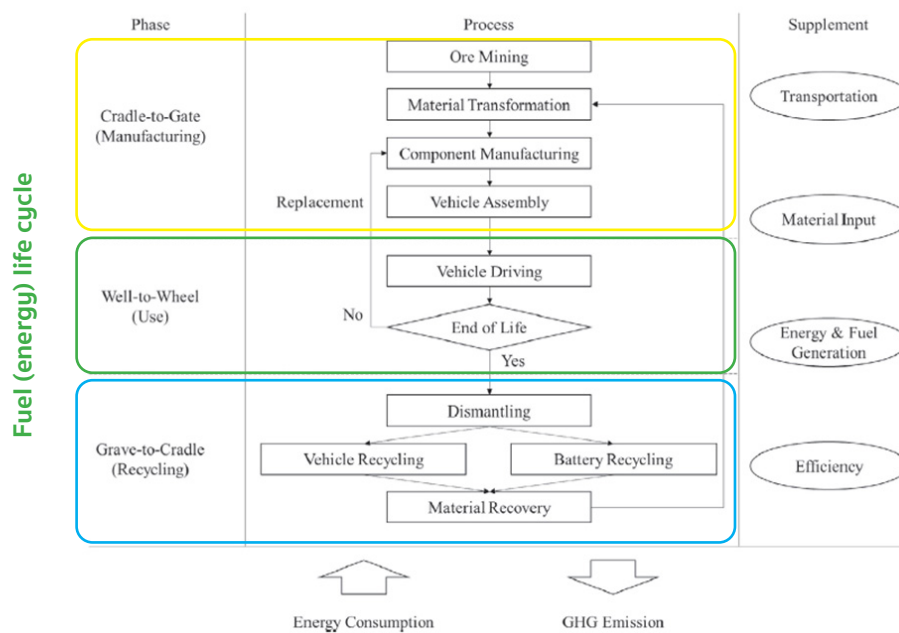 Phase
Process
Supplement
Fuel (energy) life cycle
Cradle-to-Gate
(Manufacturing)
Ore Mining
Material Transformation
Component Manufacturing
Replacement
Vehicle Assembly
Transportation
Material Input
Well-to-Wheel
(Use)
Vehicle Driving
No
End of Life
Yes
Energy & Fuel
Generation
Grave-to-Cradle
(Recycling)
Dismantling
Vehicle Recycling
Battery Recycling
Material Recovery
Efficiency
Energy Consumption
GHG Emission